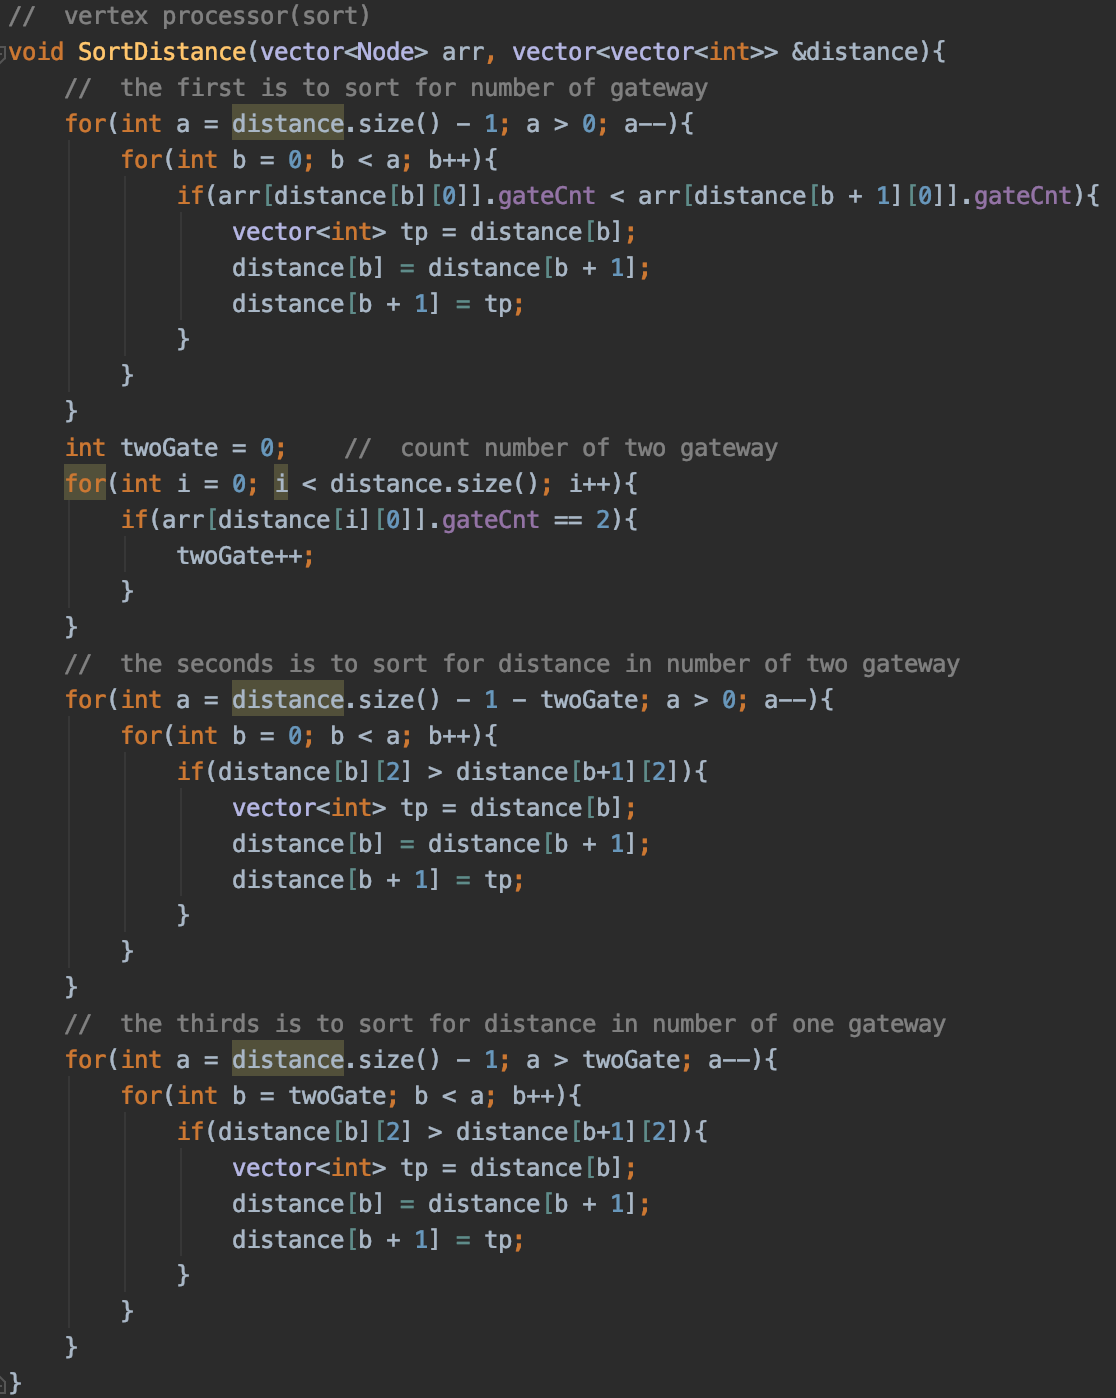 //  vertex processor(sort)
void SortDistance(vector<Node> arr, vector<vector<int>> &distance){
    //  the first is to sort for number of gateway
    for(int a = distance.size() - 1; a > 0; a--){
        for(int b = 0; b < a; b++){
            if(arr[distance[b][0]].gateCnt < arr[distance[b + 1][0]].gateCnt){
                vector<int> tp = distance[b];
                distance[b] = distance[b + 1];
                distance[b + 1] = tp;
            }
        }
    }
    int twoGate = 0;    //  count number of two gateway
    for(int i = 0; i < distance.size(); i++){
        if(arr[distance[i][0]].gateCnt == 2){
            twoGate++;
        }
    }
    //  the seconds is to sort for distance in number of two gateway
    for(int a = distance.size() - 1 - twoGate; a > 0; a--){
        for(int b = 0; b < a; b++){
            if(distance[b][2] > distance[b+1][2]){
                vector<int> tp = distance[b];
                distance[b] = distance[b + 1];
                distance[b + 1] = tp;
            }
        }
    }
    //  the thirds is to sort for distance in number of one gateway
    for(int a = distance.size() - 1; a > twoGate; a--){
        for(int b = twoGate; b < a; b++){
            if(distance[b][2] > distance[b+1][2]){
                vector<int> tp = distance[b];
                distance[b] = distance[b + 1];
                distance[b + 1] = tp;
            }
        }
    }
}